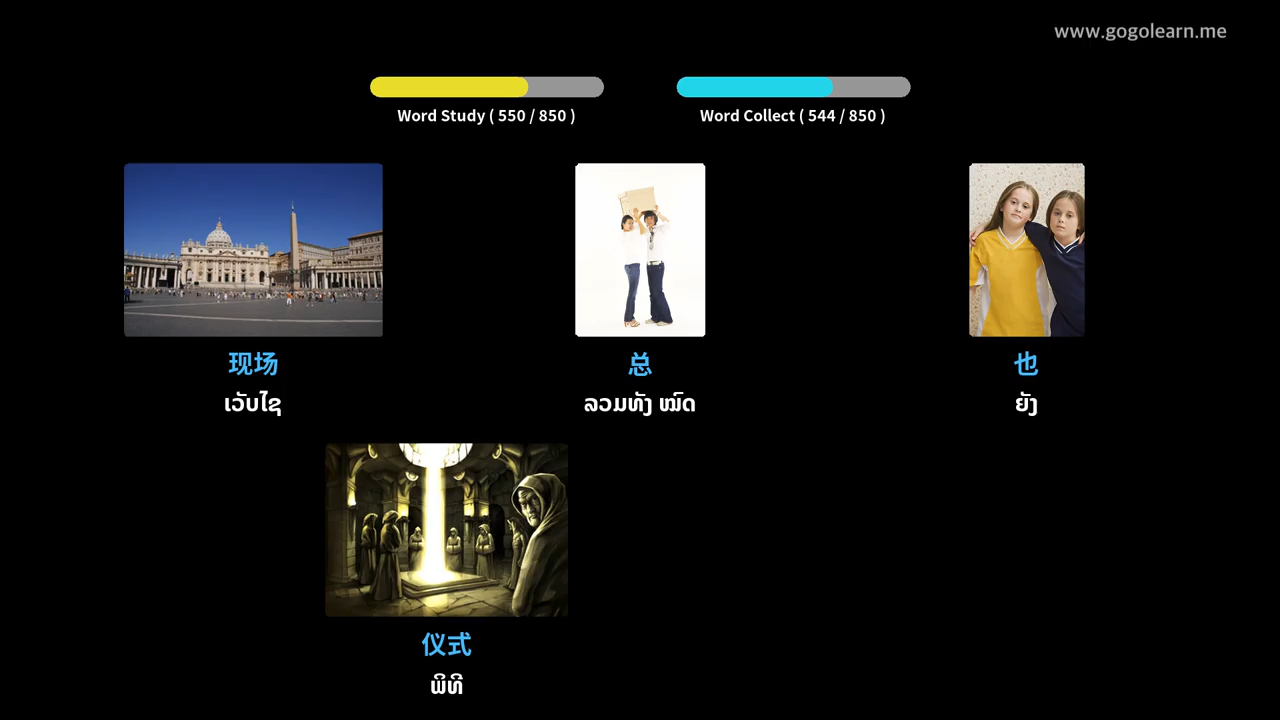 www.gogolearn.me
Word Study ( 550 / 850 )
Word Collect ( 544 / 850 )
现场
ເວັບໄຊ
总
ລວມທັງ ໝົດ
也
ຍັງ
仪式
ພິທີ